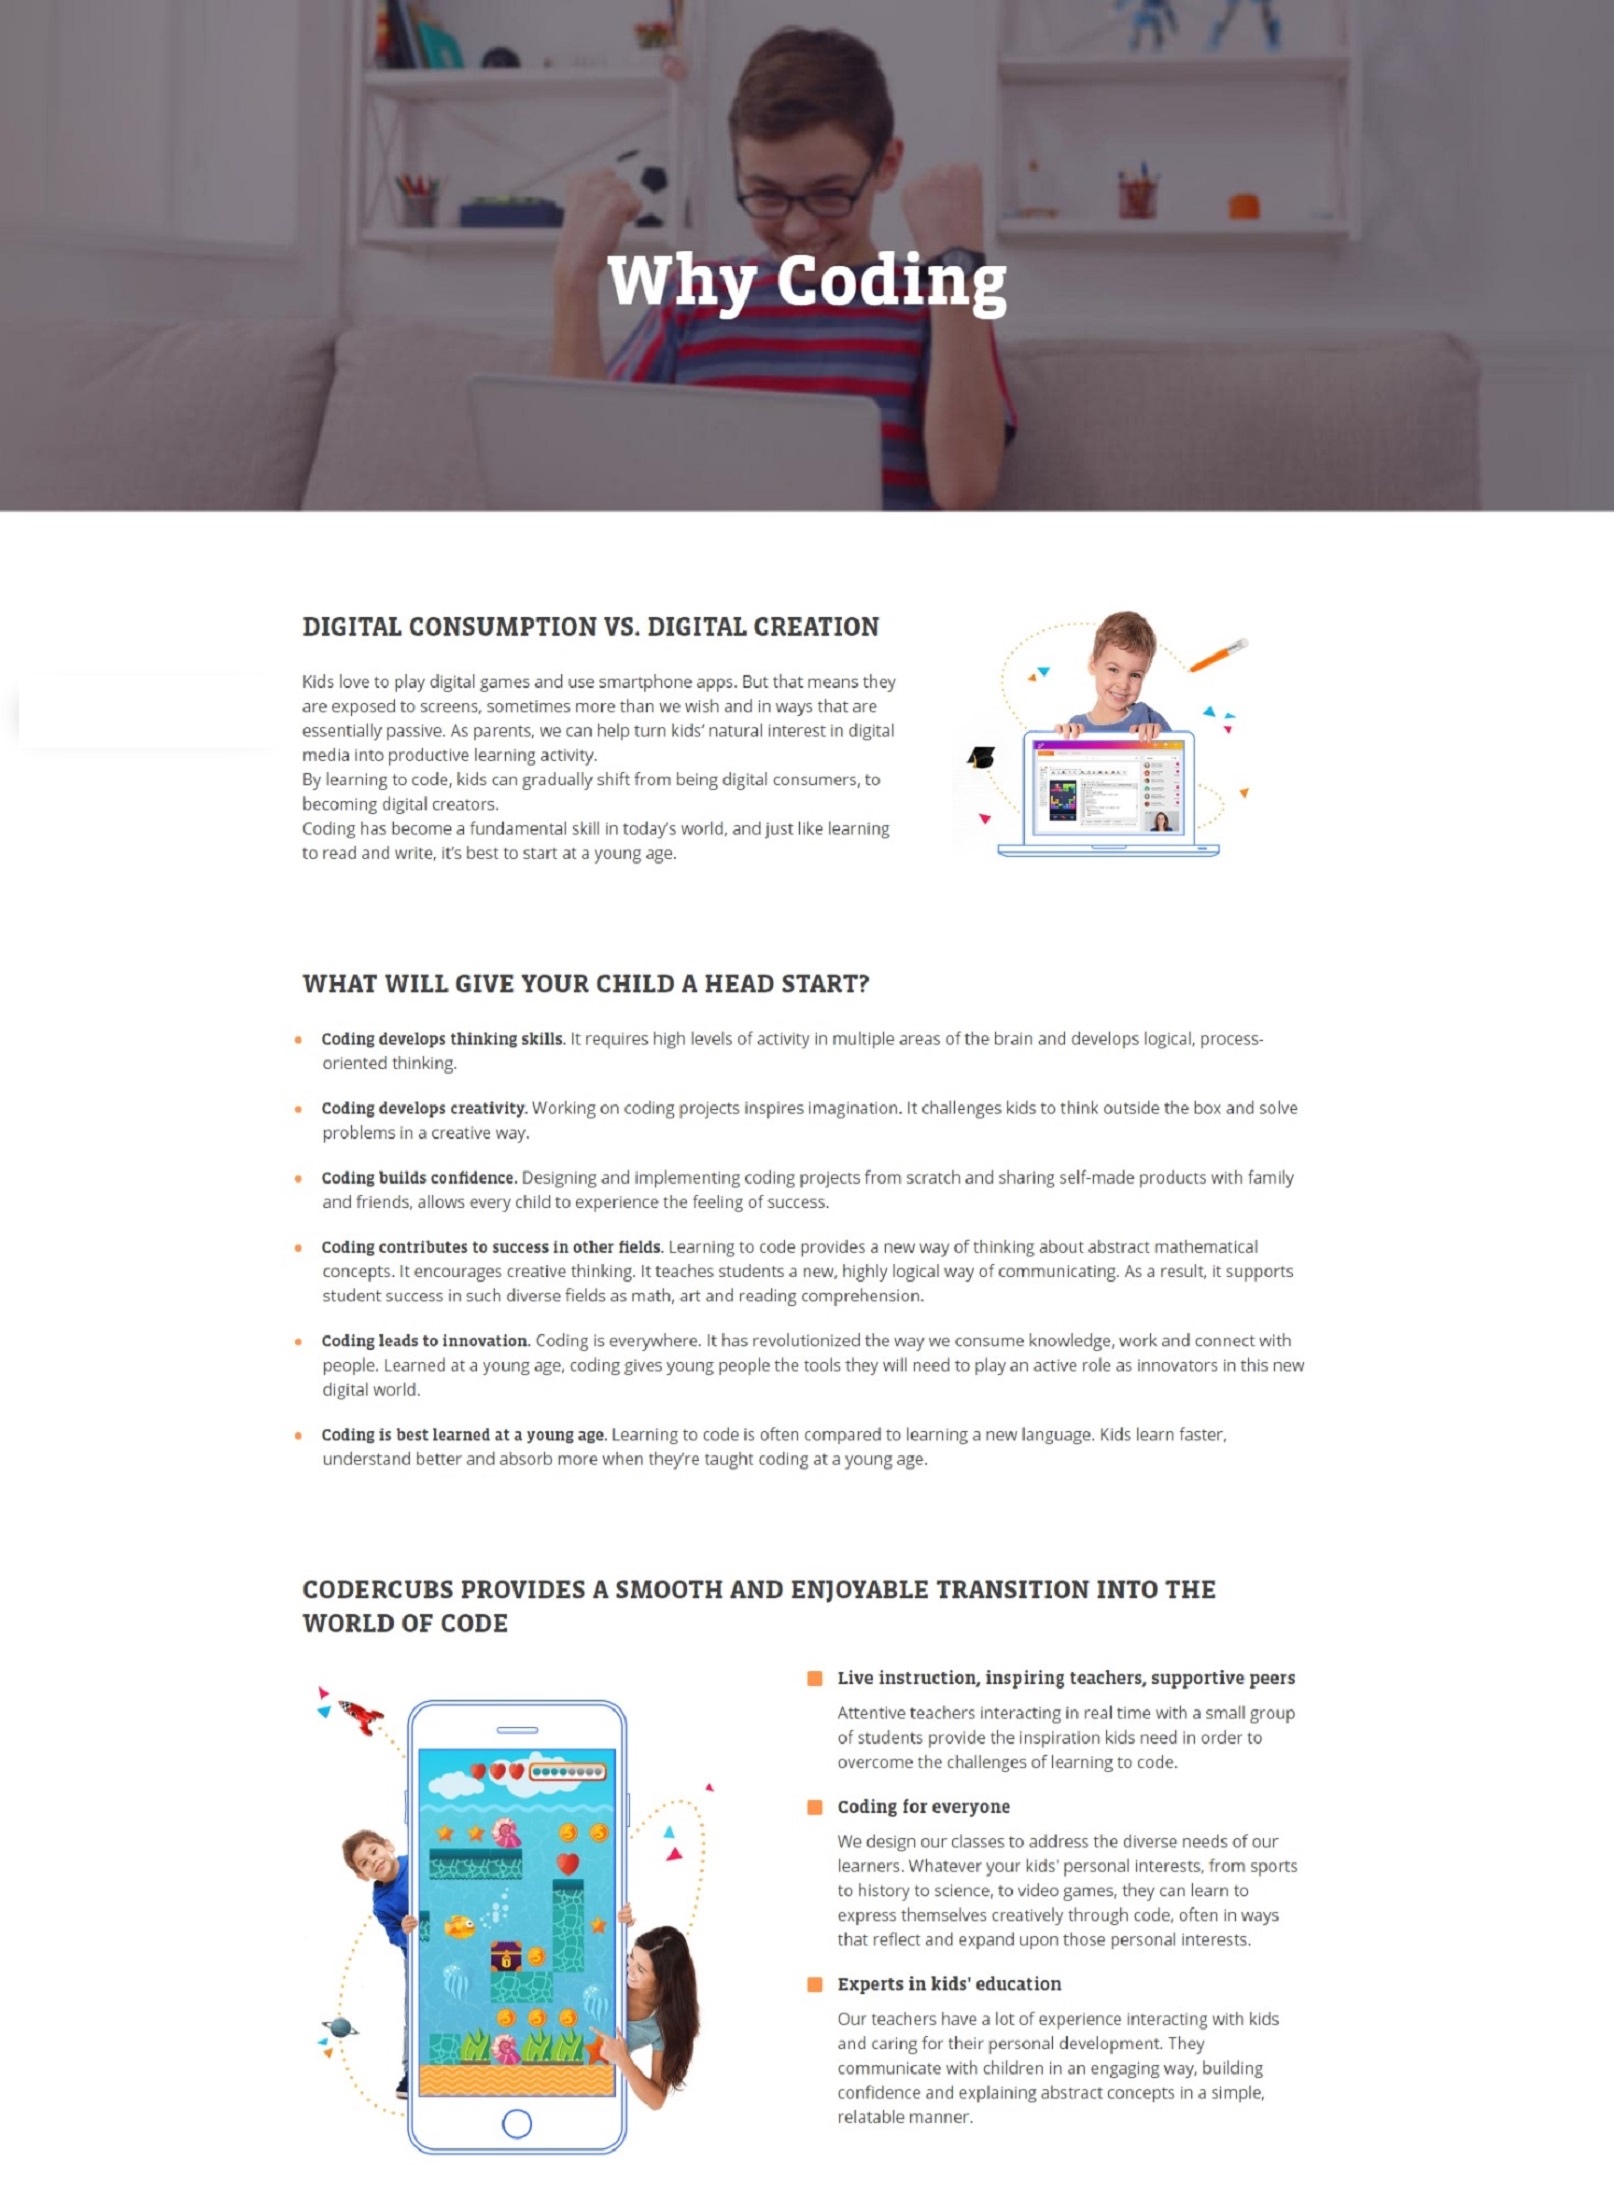 Why Coding
DIGITAL CONSUMPTION VS. DIGITAL CREATION
Kids love to play digital games and use smartphone apps. But that means they
are exposed to screens, sometimes more than we wish and in ways that are
essentially passive. As parents, we can help turn kids' natural interest in digital
media into productive learning activity.
By learning to code, kids can gradually shift from being digital consumers, to
becoming digital creators.
Coding has become a fundamental skill in today's world, and just like learning
to read and write, it's best to start at a young age.
WHAT WILL GIVE YOUR CHILD A HEAD START?
Coding develops thinking skills. It requires high levels of activity in multiple areas of the brain and develops logical, process-
oriented thinking.
Coding develops creativity. Working on coding projects inspires imagination. It challenges kids to think outside the box and solve
problems in a creative way.
Coding builds confidence. Designing and implementing coding projects from scratch and sharing self-made products with family
and friends, allows every child to experience the feeling of success.
Coding contributes to success in other fields. Learning to code provides a new way of thinking about abstract mathematical
concepts. It encourages creative thinking. It teaches students a new, highly logical way of communicating. As a result, it supports
student success in such diverse fields as math, art and reading comprehension.
Coding leads to innovation. Coding is everywhere. It has revolutionized the way we consume knowledge, work and connect with
people. Learned at a young age, coding gives young people the tools they will need to play an active role as innovators in this new
digital world.
Coding is best learned at a young age. Learning to code is often compared to learning a new language. Kids learn faster,
understand better and absorb more when they're taught coding at a young age.
CODERCUBS PROVIDES A SMOOTH AND ENJOYABLE TRANSITION INTO THE
WORLD OF CODE
Live instruction, inspiring teachers, supportive peers
Attentive teachers interacting in real time with a small group
of students provide the inspiration kids need in order to
overcome the challenges of learning to code.
Coding for everyone
We design our classes to address the diverse needs of our
learners. Whatever your kids' personal interests, from sports
to history to science, to video games, they can learn to
express themselves creatively through code, often in ways
that reflect and expand upon those personal interests.
Experts in kids' education
Our teachers have a lot of experience interacting with kids
and caring for their personal development. They
communicate with children in an engaging way, building
confidence and explaining abstract concepts in a simple,
relatable manner.